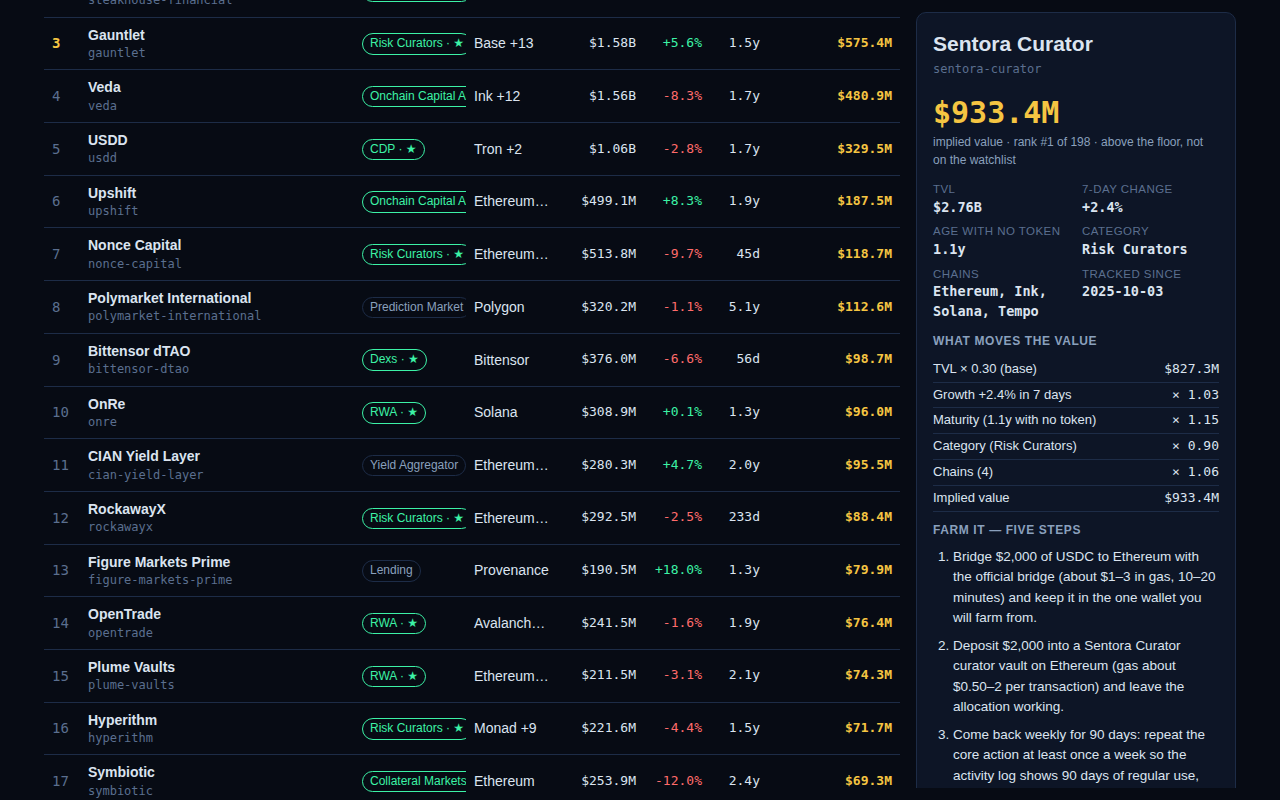 steakhouse-financial
3 Gauntlet Risk Curators · ★ Base +13 $1.58B +5.6% 1.5y $575.4M
gauntlet
4 Veda Onchain Capital A Ink +12 $1.56B -8.3% 1.7y $480.9M
veda
5 USDD CDP · ★ Tron +2 $1.06B -2.8% 1.7y $329.5M
usdd
6 Upshift Onchain Capital A Ethereum… $499.1M +8.3% 1.9y $187.5M
upshift
7 Nonce Capital Risk Curators · ★ Ethereum… $513.8M -9.7% 45d $118.7M
nonce-capital
8 Polymarket International Prediction Market Polygon $320.2M -1.1% 5.1y $112.6M
polymarket-international
9 Bittensor dTAO Dexs · ★ Bittensor $376.0M -6.6% 56d $98.7M
bittensor-dtao
10 OnRe RWA · ★ Solana $308.9M +0.1% 1.3y $96.0M
onre
11 CIAN Yield Layer Yield Aggregator Ethereum… $280.3M +4.7% 2.0y $95.5M
cian-yield-layer
12 RockawayX Risk Curators · ★ Ethereum… $292.5M -2.5% 233d $88.4M
rockawayx
13 Figure Markets Prime Lending Provenance $190.5M +18.0% 1.3y $79.9M
figure-markets-prime
14 OpenTrade RWA · ★ Avalanch… $241.5M -1.6% 1.9y $76.4M
opentrade
15 Plume Vaults RWA · ★ Ethereum… $211.5M -3.1% 2.1y $74.3M
plume-vaults
16 Hyperithm Risk Curators · ★ Monad +9 $221.6M -4.4% 1.5y $71.7M
hyperithm
17 Symbiotic Collateral Markets Ethereum $253.9M -12.0% 2.4y $69.3M
symbiotic
Sentora Curator
sentora-curator
$933.4M
implied value · rank #1 of 198 · above the floor, not
on the watchlist
TVL 7-DAY CHANGE
$2.76B +2.4%
AGE WITH NO TOKEN CATEGORY
1.1y Risk Curators
CHAINS TRACKED SINCE
Ethereum, Ink, 2025-10-03
Solana, Tempo
WHAT MOVES THE VALUE
TVL × 0.30 (base) $827.3M
Growth +2.4% in 7 days × 1.03
Maturity (1.1y with no token) × 1.15
Category (Risk Curators) × 0.90
Chains (4) × 1.06
Implied value $933.4M
FARM IT — FIVE STEPS
1. Bridge $2,000 of USDC to Ethereum with
the official bridge (about $1–3 in gas, 10–20
minutes) and keep it in the one wallet you
will farm from.
2. Deposit $2,000 into a Sentora Curator
curator vault on Ethereum (gas about
$0.50–2 per transaction) and leave the
allocation working.
3. Come back weekly for 90 days: repeat the
core action at least once a week so the
activity log shows 90 days of regular use,